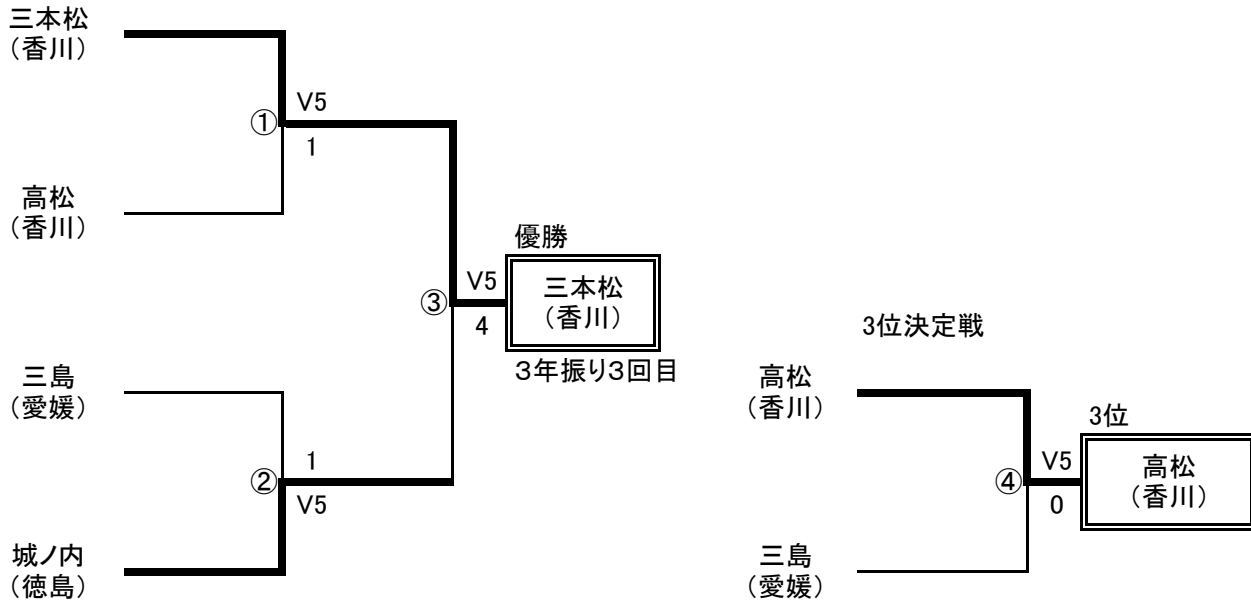 三本松
（香川）
V5
①
1
高松
（香川）
優勝
V5
三本松
（香川）
③
4
３年振り３回目
三島
（愛媛）
1
②
V5
城ノ内
（徳島）
3位決定戦
高松
（香川）
3位
V5
高松
（香川）
④
0
三島
（愛媛）